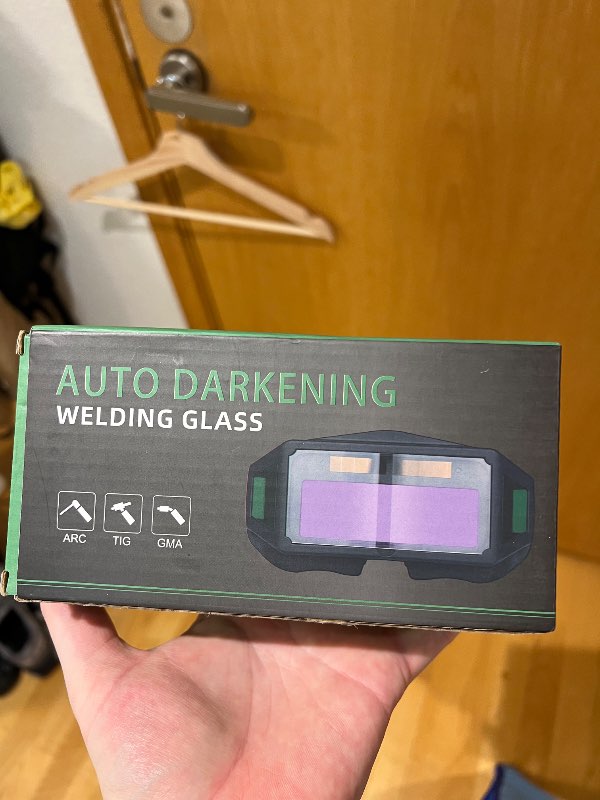 AUTO DARKENING
WELDING GLASS
ARC TIG GMA